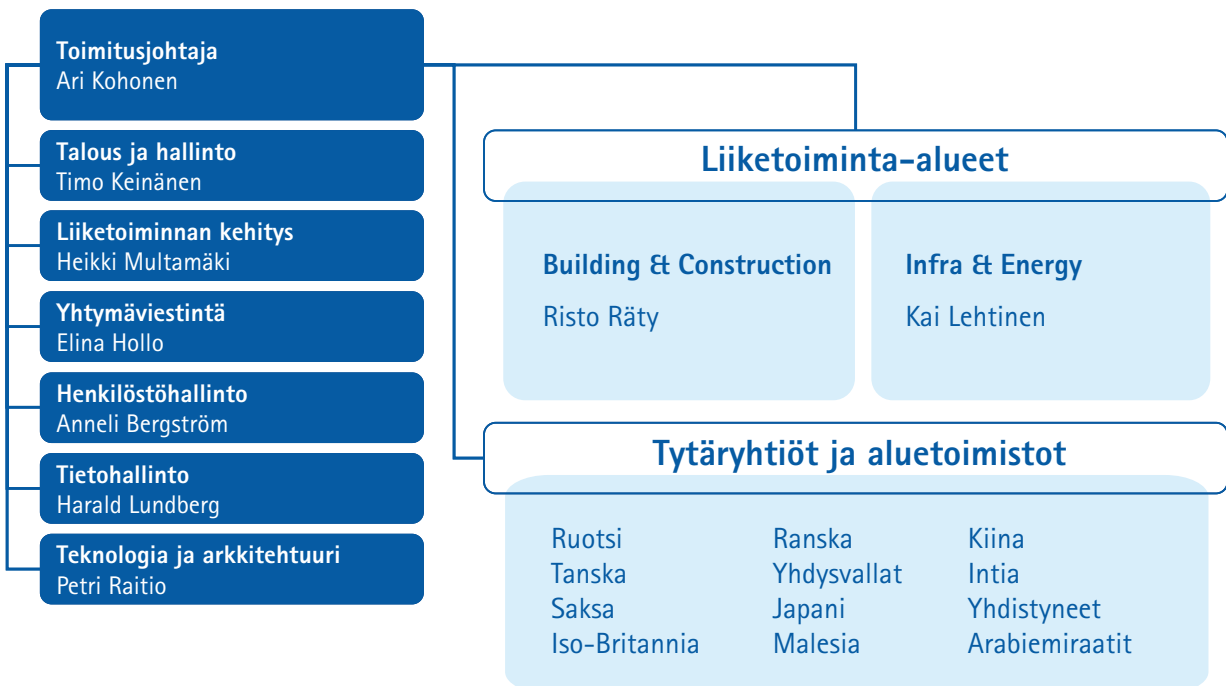 Toimitusjohtaja
Ari Kohonen
Talous ja hallinto
Timo Keinänen
Liiketoiminnan kehitys
Heikki Multamäki
Yhtymäviestintä
Elina Hollo
Henkilöstöhallinto
Anneli Bergström
Tietohallinto
Harald Lundberg
Teknologia ja arkkitehtuuri
Petri Raitio
Liiketoiminta-alueet
Building & Construction
Risto Räty
Infra & Energy
Kai Lehtinen
Tytäryhtiöt ja aluetoimistot
Ruotsi
Tanska
Saksa
Iso-Britannia
Ranska
Yhdysvallat
Japani
Malesia
Kiina
Intia
Yhdistyneet
Arabiemiraatit